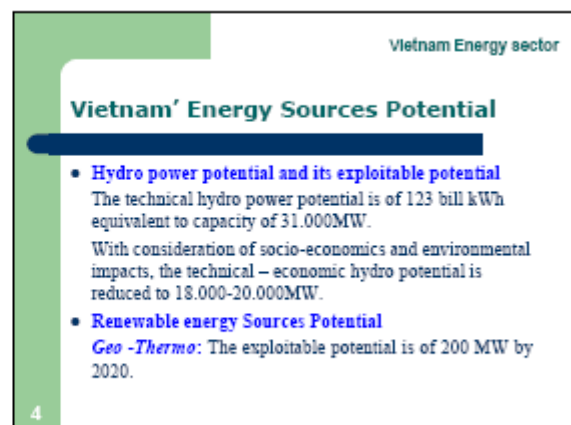 Vietnam Energy sector
Vietnam’ Energy Sources Potential
● Hydro power potential and its exploitable potential
The technical hydro power potential is of 123 bill kWh
equivalent to capacity of 31.000MW.
With consideration of socio-economics and environmental
impacts, the technical – economic hydro potential is
reduced to 18.000-20.000MW.
● Renewable energy Sources Potential
Geo -Thermo: The exploitable potential is of 200 MW by
2020.
4